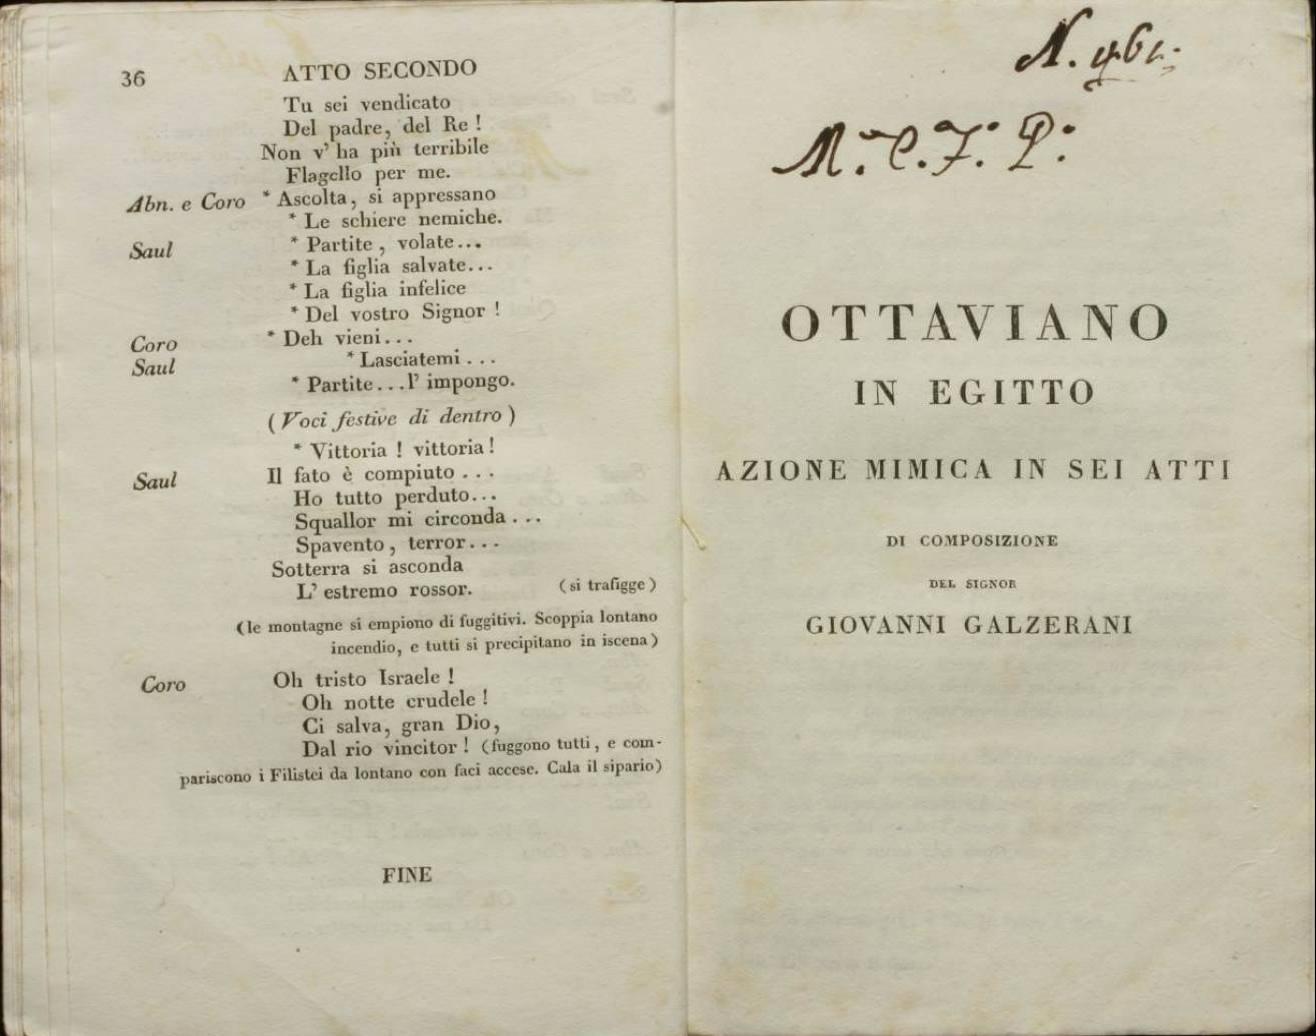 36 ATTO SECONDO
Tu sei vendicato
Del padre, del Re !
Non v' ha più terribile
Flagello per me.
Abn. e Coro * Ascolta, si appressano
* Le schiere nemiche.
Saul * Partite, volate...
* La figlia salvate...
* La figlia infelice
* Del vostro Signor !
Coro * Deh vieni...
Saul * Lasciatemi...
* Partite...l' impongo.
( Voci festive di dentro )
* Vittoria ! vittoria !
Saul Il fato è compiuto...
Ho tutto perduto...
Squallor mi circonda...
Spavento, terror...
Sotterra si asconda
L' estremo rossor. (si trafigge)
(le montagne si empiono di fuggitivi. Scoppia lontano
incendio, e tutti si precipitano in iscena)
Coro Oh tristo Israele !
Oh notte crudele !
Ci salva, gran Dio,
Dal rio vincitor ! (fuggono tutti, e com-
pariscono i Filistei da lontano con faci accese. Cala il sipario)
FINE
N.
M. C. F. P.
OTTAVIANO
IN EGITTO
AZIONE MIMICA IN SEI ATTI
DI COMPOSIZIONE
DEL SIGNOR
GIOVANNI GALZERANI